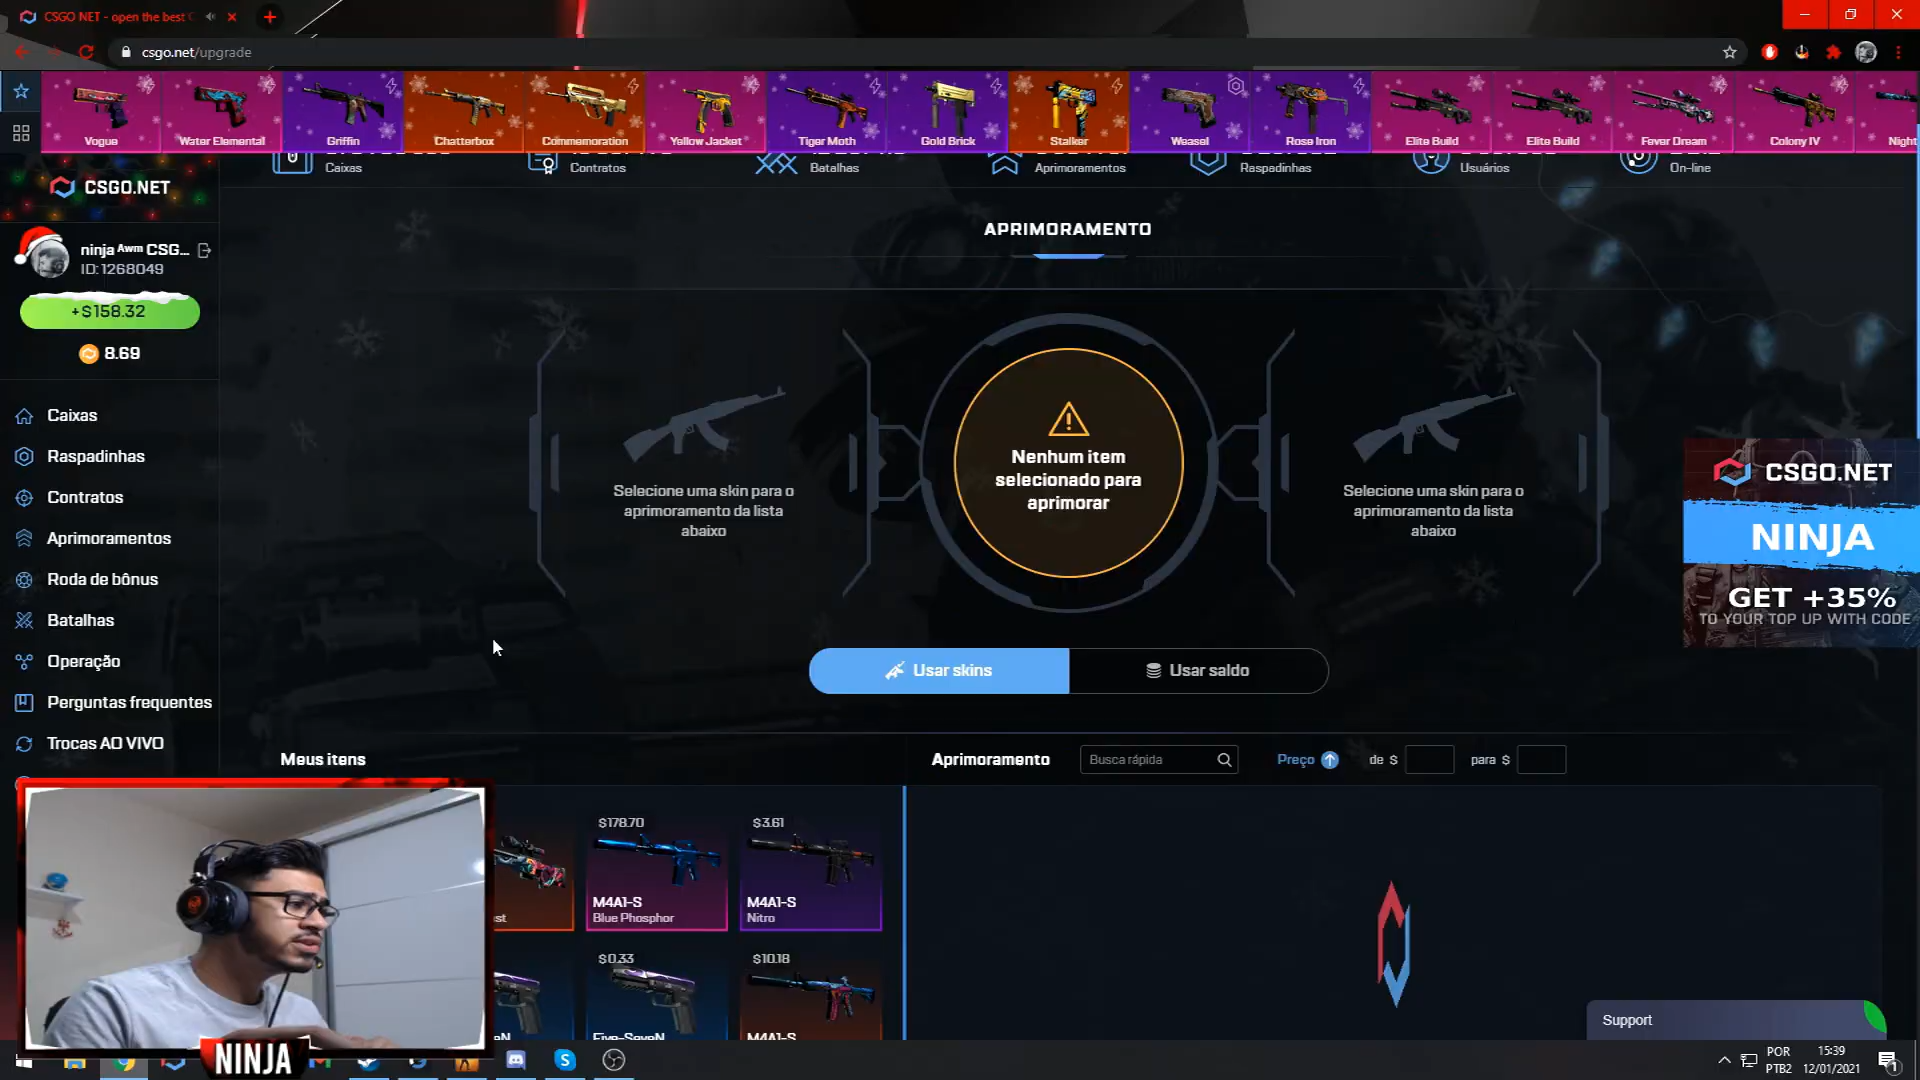 CSGO NET - open the best
csgo.net/upgrade
Vogue
Water Elemental
Griffin
Chatterbox
Commemoration
Yellow Jacket
Tiger Moth
Gold Brick
Stalker
Weasel
Rose Iron
Elite Build
Elite Build
Fever Dream
Colony IV
Night
Caixas
Contratos
Batalhas
Aprimoramentos
Raspadinhas
Usuários
On-line
CSGO.NET
ninja ᴬʷᵐ CSG...
ID: 1268049
+$158.32
8.69
Caixas
Raspadinhas
Contratos
Aprimoramentos
Roda de bônus
Batalhas
Operação
Perguntas frequentes
Trocas AO VIVO
APRIMORAMENTO
Selecione uma skin para o
aprimoramento da lista
abaixo
Nenhum item
selecionado para
aprimorar
Selecione uma skin para o
aprimoramento da lista
abaixo
Usar skins
Usar saldo
CSGO.NET
NINJA
GET +35%
TO YOUR TOP UP WITH CODE
Meus itens
Aprimoramento
Busca rápida
Preço
de $
para $
$178.70
M4A1-S
Blue Phosphor
$3.61
M4A1-S
Nitro
$0.33
Five-SeveN
$10.18
M4A1-S
NINJA
Support
POR
PTB2
15:39
12/01/2021
1